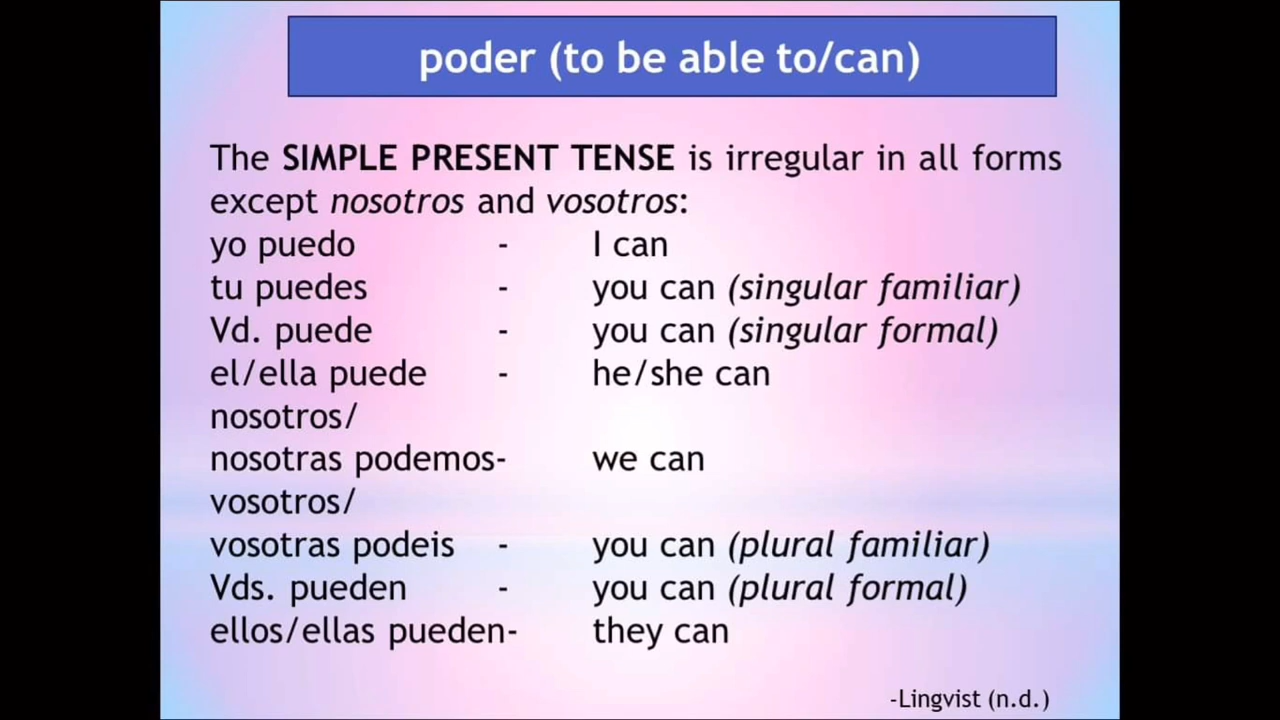 poder (to be able to/can)
The SIMPLE PRESENT TENSE is irregular in all forms
except nosotros and vosotros:
yo puedo - I can
tu puedes - you can (singular familiar)
Vd. puede - you can (singular formal)
el/ella puede - he/she can
nosotros/
nosotras podemos- we can
vosotros/
vosotras podeis - you can (plural familiar)
Vds. pueden - you can (plural formal)
ellos/ellas pueden- they can
-Lingvist (n.d.)